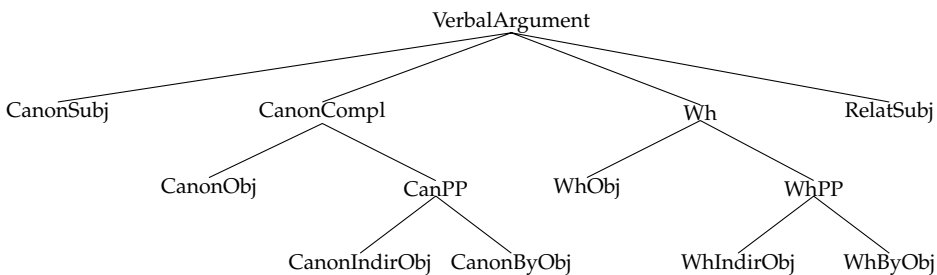 VerbalArgument
CanonSubj CanonCompl Wh RelatSubj
CanonObj CanPP WhObj WhPP
CanonIndirObj CanonByObj WhIndirObj WhByObj